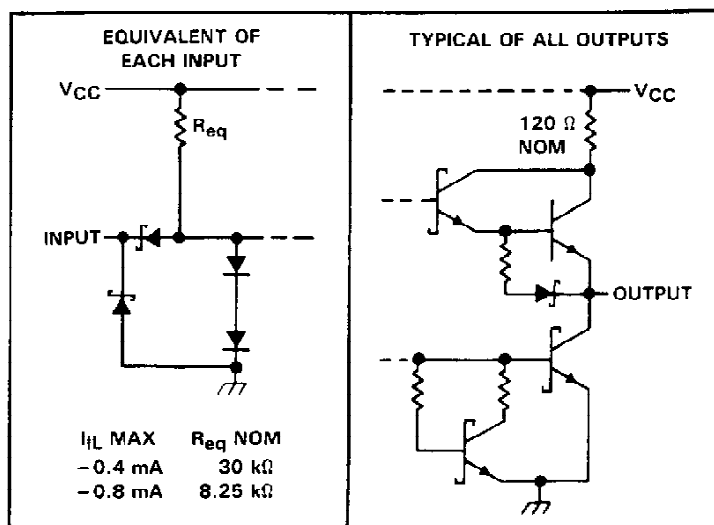 EQUIVALENT OF
EACH INPUT
VCC
Req
INPUT
IIL MAX Req NOM
−0.4 mA 30 kΩ
−0.8 mA 8.25 kΩ
TYPICAL OF ALL OUTPUTS
VCC
120 Ω
NOM
OUTPUT